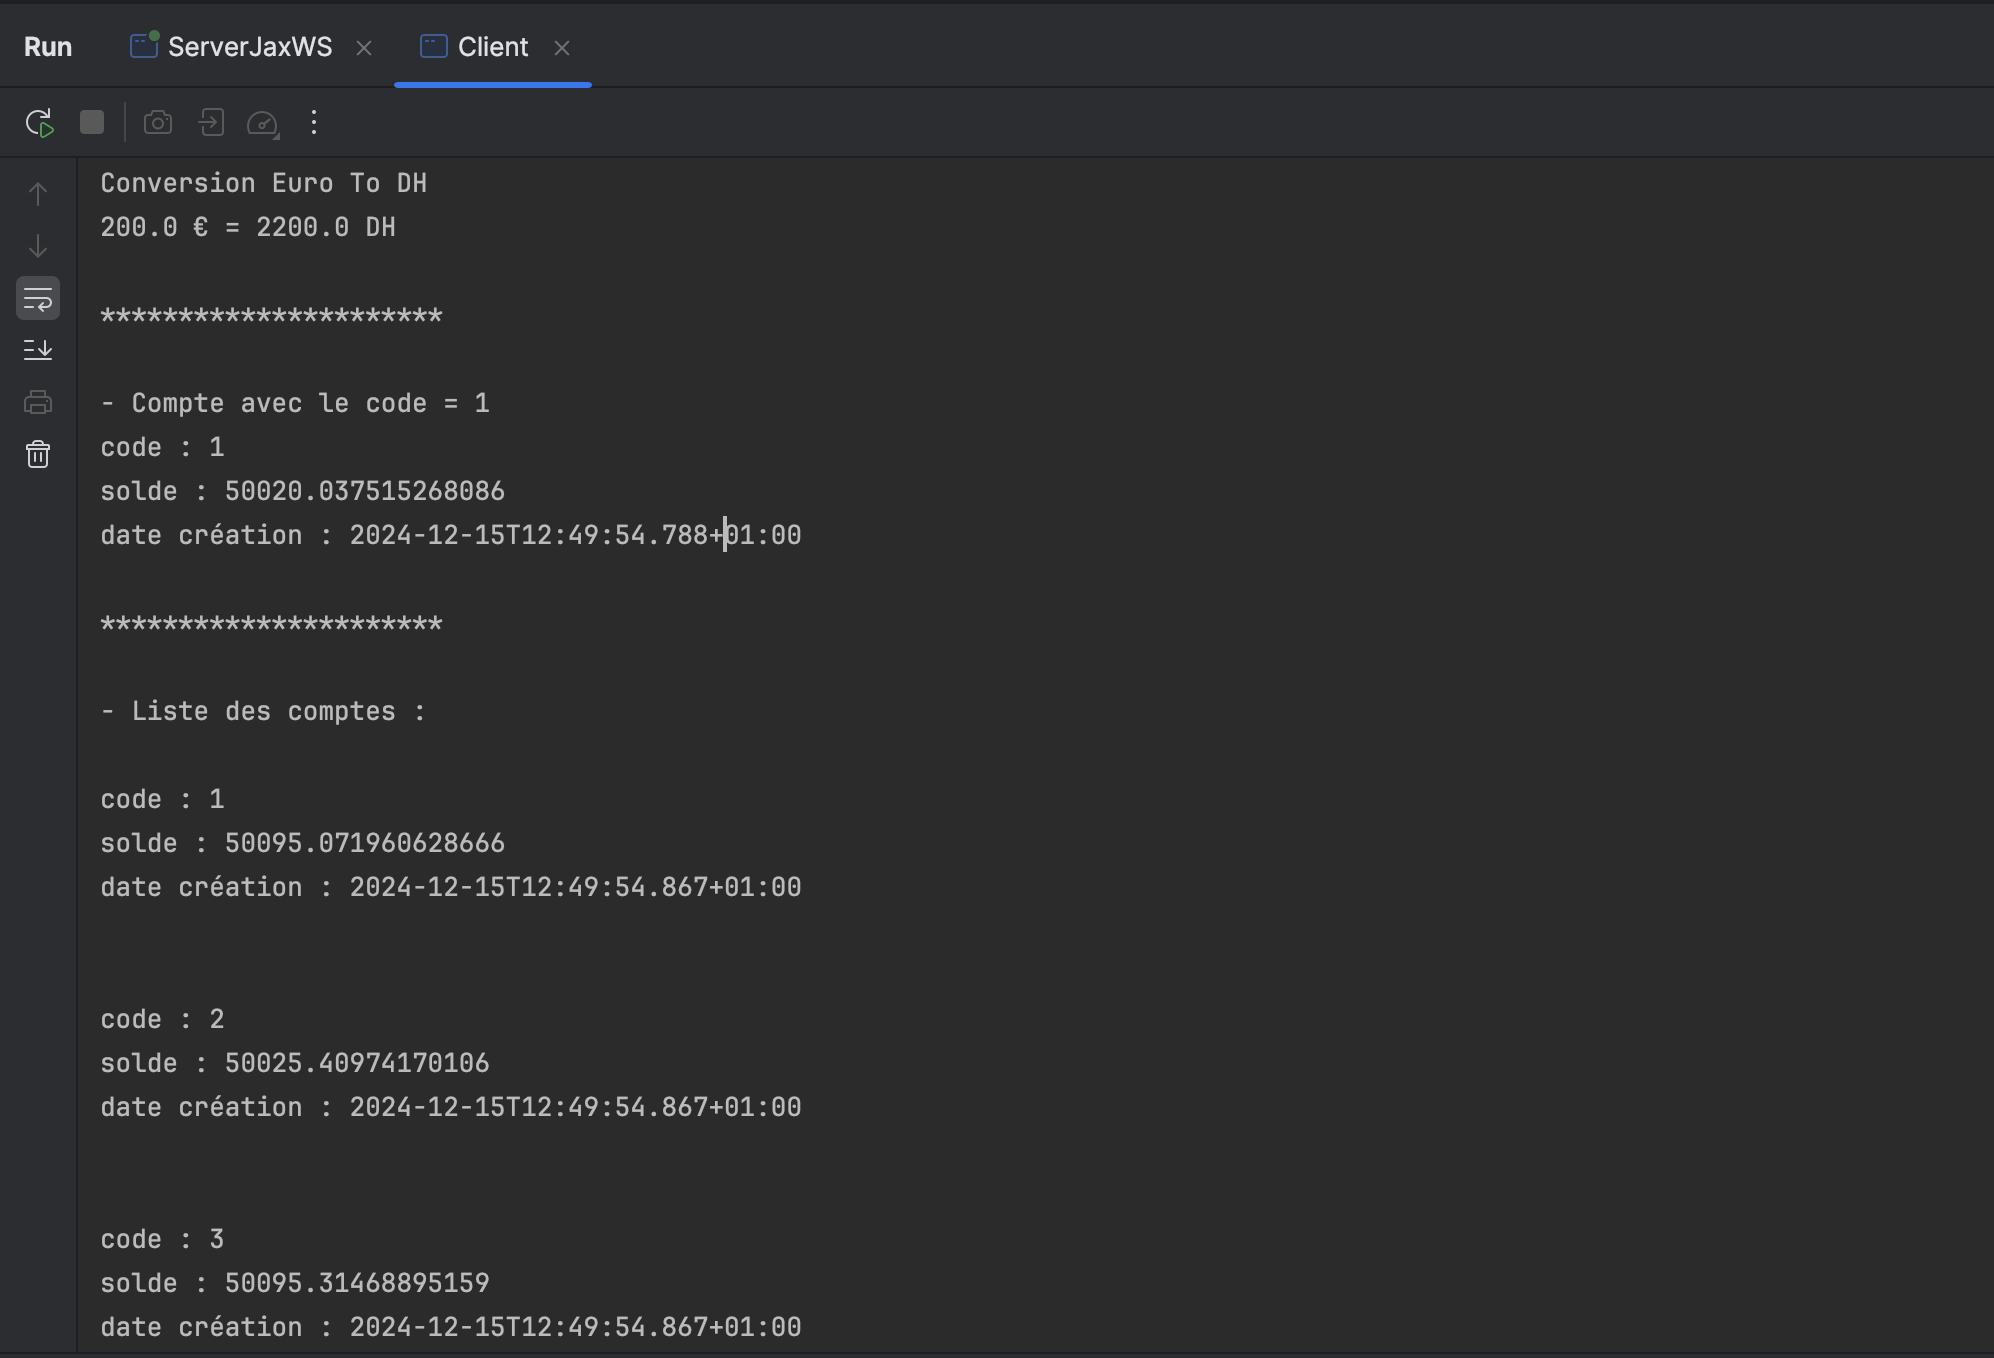 Run ServerJaxWS Client
Conversion Euro To DH
200.0 € = 2200.0 DH
**********************
- Compte avec le code = 1
code : 1
solde : 50020.037515268086
date création : 2024-12-15T12:49:54.788+01:00
**********************
- Liste des comptes :
code : 1
solde : 50095.071960628666
date création : 2024-12-15T12:49:54.867+01:00
code : 2
solde : 50025.40974170106
date création : 2024-12-15T12:49:54.867+01:00
code : 3
solde : 50095.31468895159
date création : 2024-12-15T12:49:54.867+01:00